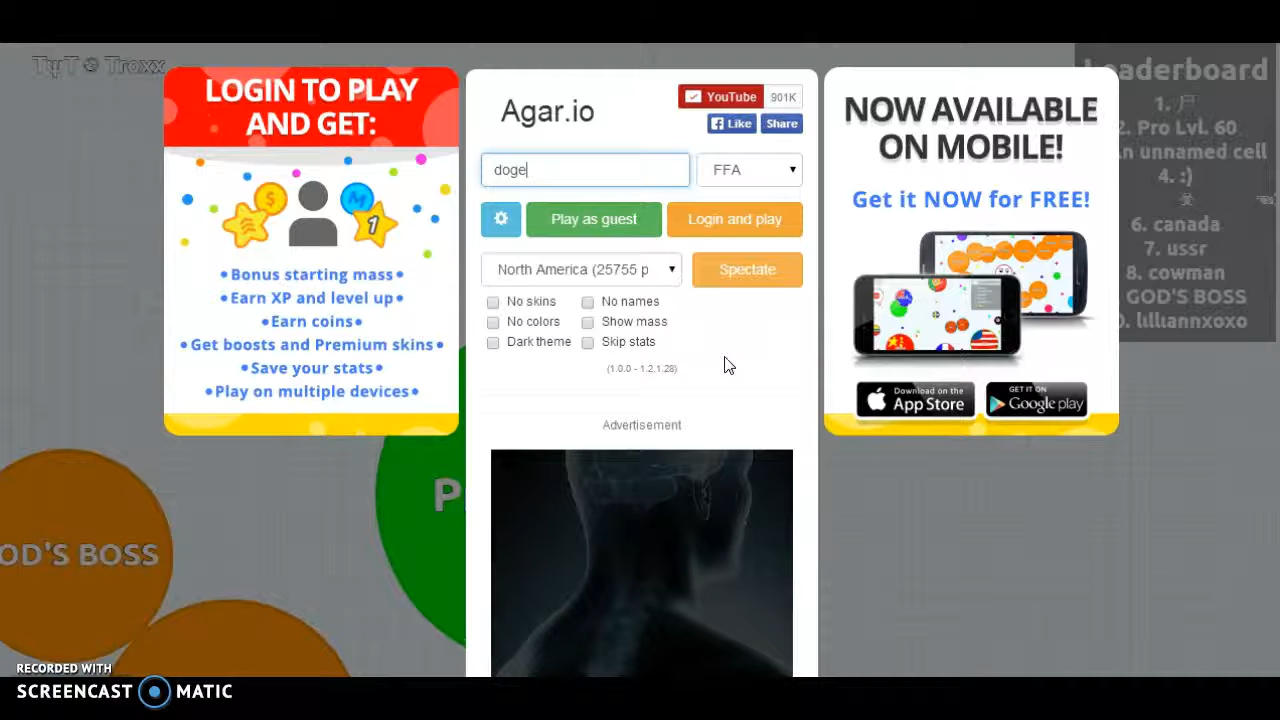 TψT Troxx
LOGIN TO PLAY
AND GET:
•Bonus starting mass•
•Earn XP and level up•
•Earn coins•
•Get boosts and Premium skins•
•Save your stats•
•Play on multiple devices•
Agar.io
YouTube 901K
Like Share
doge
FFA
Play as guest
Login and play
North America (25755 p
Spectate
No skins
No names
No colors
Show mass
Dark theme
Skip stats
(1.0.0 - 1.2.1.28)
Advertisement
NOW AVAILABLE
ON MOBILE!
Get it NOW for FREE!
Download on the
App Store
GET IT ON
Google play
Leaderboard
1.
2. Pro Lvl. 60
n unnamed cell
4. :)
6. canada
7. ussr
8. cowman
GOD'S BOSS
lılliannxoxo
OD'S BOSS
P
RECORDED WITH
SCREENCAST MATIC